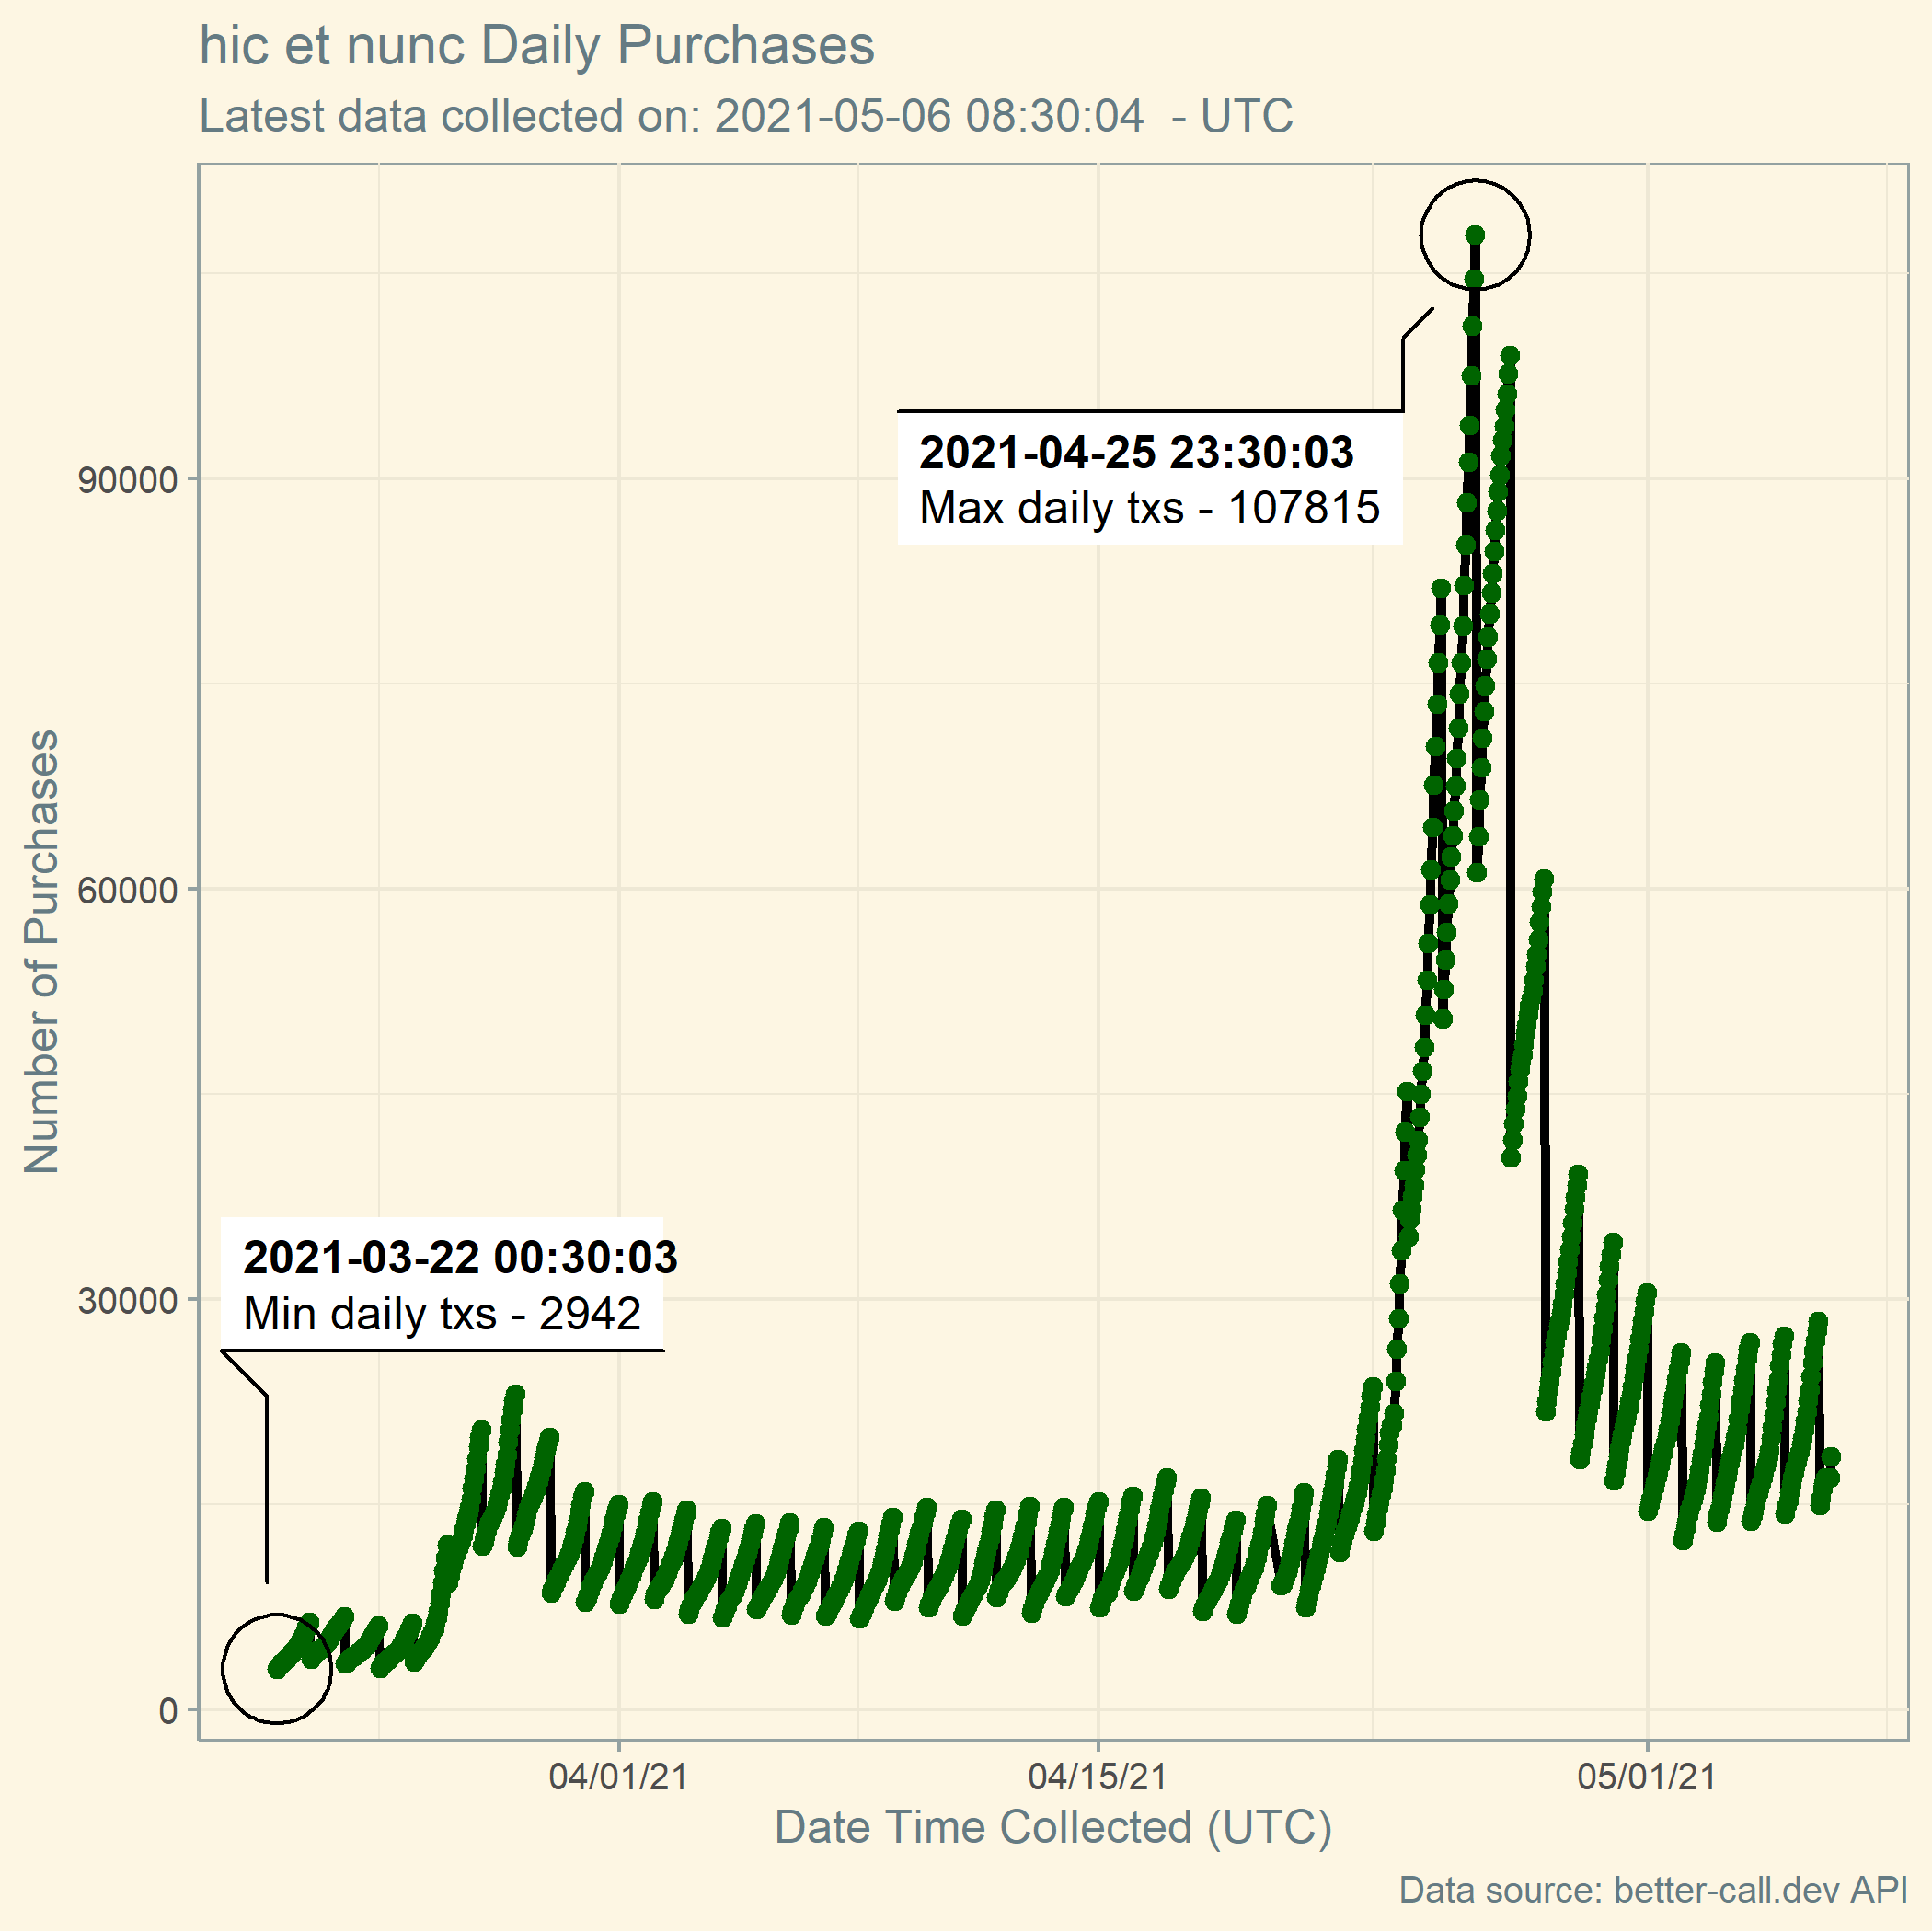 hic et nunc Daily Purchases
Latest data collected on: 2021-05-06 08:30:04  - UTC
2021-04-25 23:30:03
Max daily txs - 107815
2021-03-22 00:30:03
Min daily txs - 2942
Number of Purchases
90000
60000
30000
0
04/01/21
04/15/21
05/01/21
Date Time Collected (UTC)
Data source: better-call.dev API